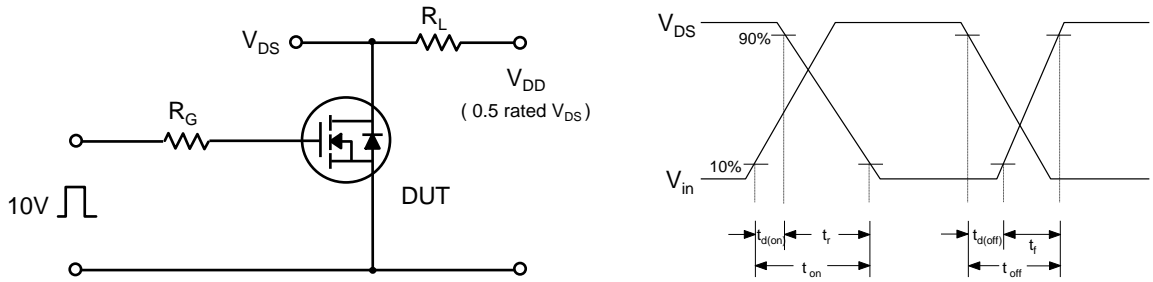 R_L
V_DS
V_DD
( 0.5 rated V_DS )
R_G
DUT
10V
V_DS
90%
10%
V_in
t_d(on)
t_r
t_on
t_d(off)
t_f
t_off